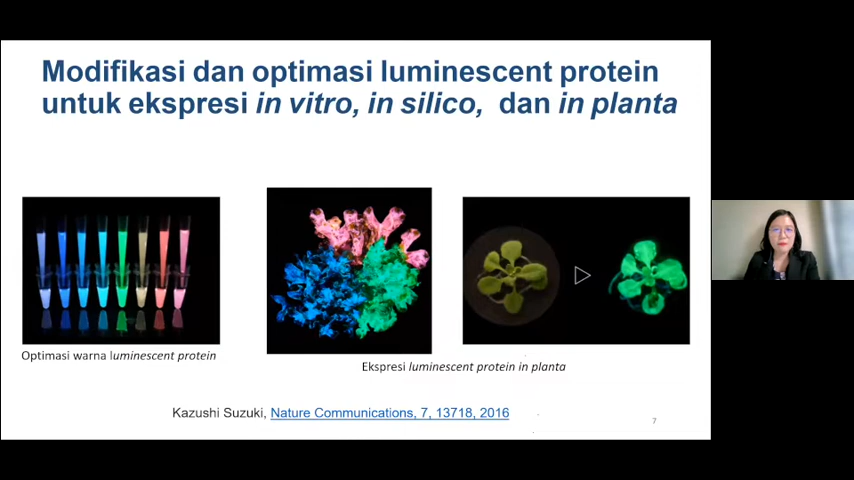 Modifikasi dan optimasi luminescent protein
untuk ekspresi in vitro, in silico, dan in planta
Optimasi warna luminescent protein
Ekspresi luminescent protein in planta
Kazushi Suzuki, Nature Communications, 7, 13718, 2016
7